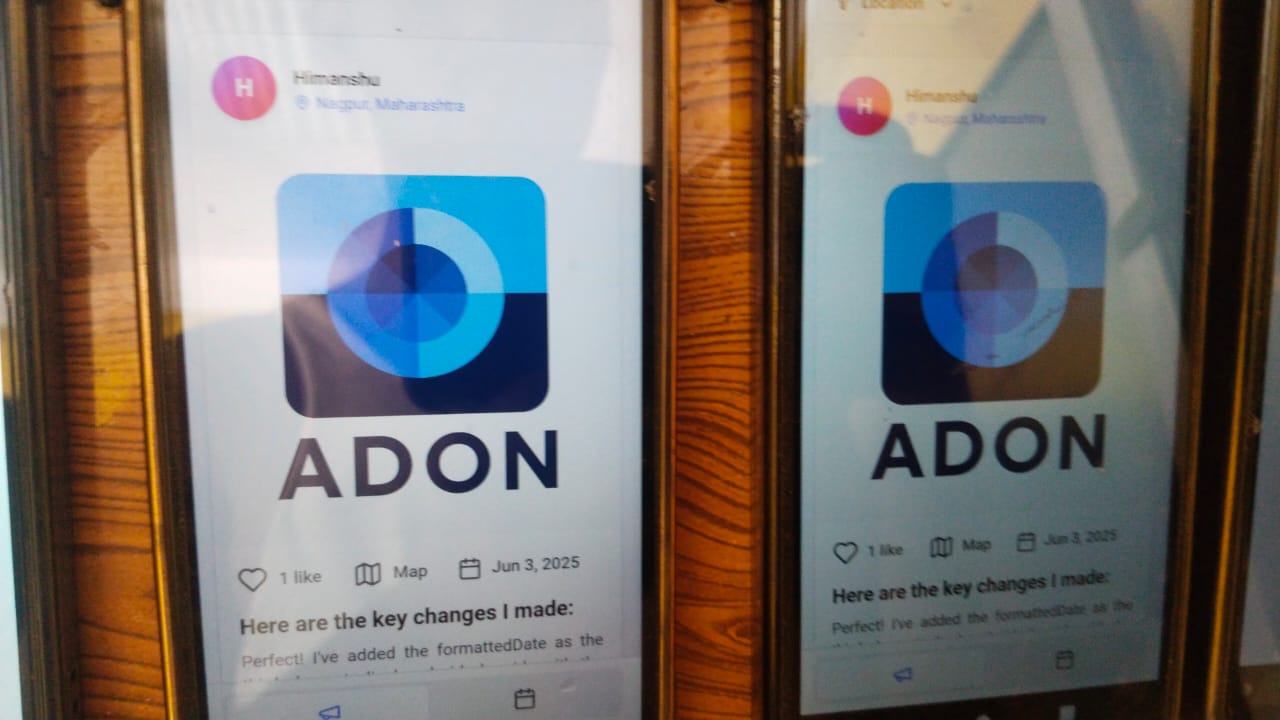 H
Himanshu
Nagpur, Maharashtra
ADON
1 like
Map
Jun 3, 2025
Here are the key changes I made:
Perfect! I've added the formattedDate as the
Location
H
Himanshu
Nagpur, Maharashtra
ADON
1 like
Map
Jun 3, 2025
Here are the key changes I made:
Perfect! I've added the formattedDate as the